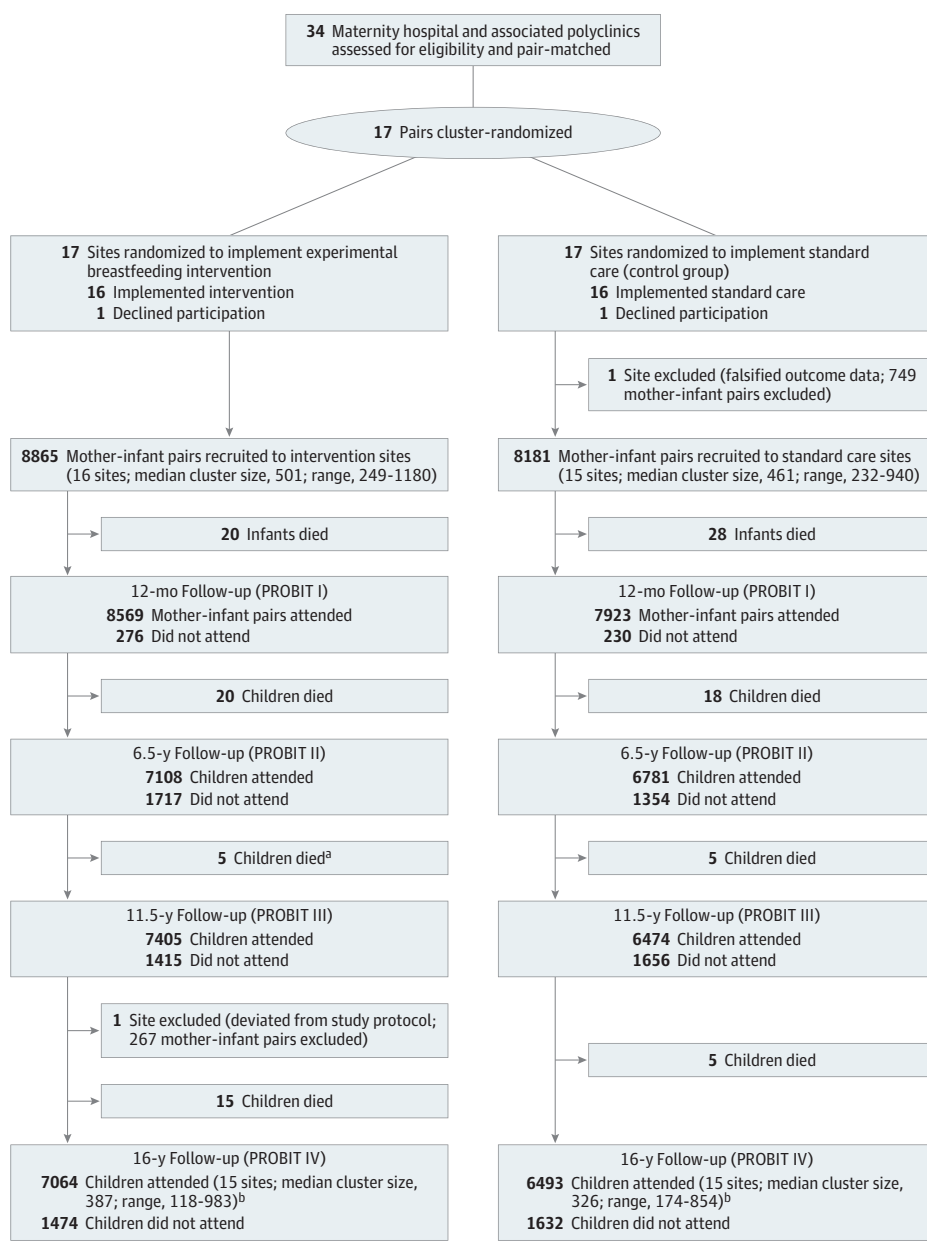 34 Maternity hospital and associated polyclinics
assessed for eligibility and pair-matched
17 Pairs cluster-randomized
17 Sites randomized to implement experimental
breastfeeding intervention
16 Implemented intervention
1 Declined participation
17 Sites randomized to implement standard
care (control group)
16 Implemented standard care
1 Declined participation
1 Site excluded (falsified outcome data; 749
mother-infant pairs excluded)
8865 Mother-infant pairs recruited to intervention sites
(16 sites; median cluster size, 501; range, 249-1180)
8181 Mother-infant pairs recruited to standard care sites
(15 sites; median cluster size, 461; range, 232-940)
20 Infants died
28 Infants died
12-mo Follow-up (PROBIT I)
8569 Mother-infant pairs attended
276 Did not attend
12-mo Follow-up (PROBIT I)
7923 Mother-infant pairs attended
230 Did not attend
20 Children died
18 Children died
6.5-y Follow-up (PROBIT II)
7108 Children attended
1717 Did not attend
6.5-y Follow-up (PROBIT II)
6781 Children attended
1354 Did not attend
5 Children diedᵃ
5 Children died
11.5-y Follow-up (PROBIT III)
7405 Children attended
1415 Did not attend
11.5-y Follow-up (PROBIT III)
6474 Children attended
1656 Did not attend
1 Site excluded (deviated from study protocol;
267 mother-infant pairs excluded)
5 Children died
15 Children died
16-y Follow-up (PROBIT IV)
7064 Children attended (15 sites; median cluster size,
387; range, 118-983)ᵇ
1474 Children did not attend
16-y Follow-up (PROBIT IV)
6493 Children attended (15 sites; median cluster size,
326; range, 174-854)ᵇ
1632 Children did not attend